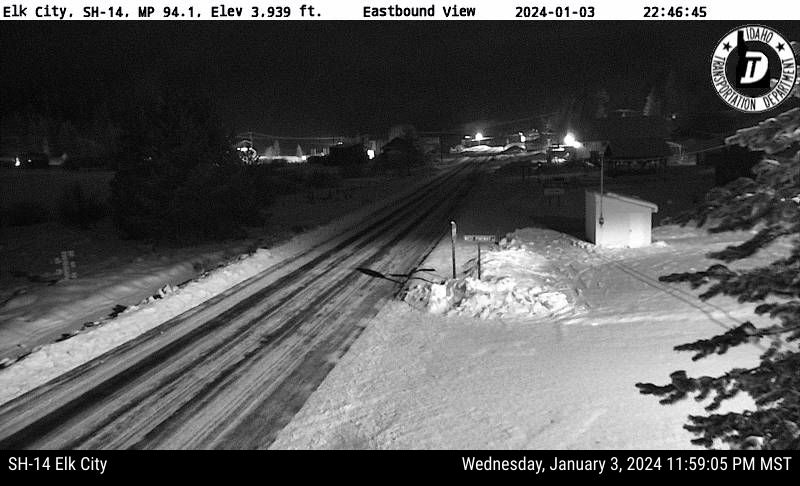 Elk City, SH-14, MP 94.1, Elev 3,939 ft. Eastbound View 2024-01-03 22:46:45
IDAHO
TRANSPORTATION DEPARTMENT
SH-14 Elk City Wednesday, January 3, 2024 11:59:05 PM MST